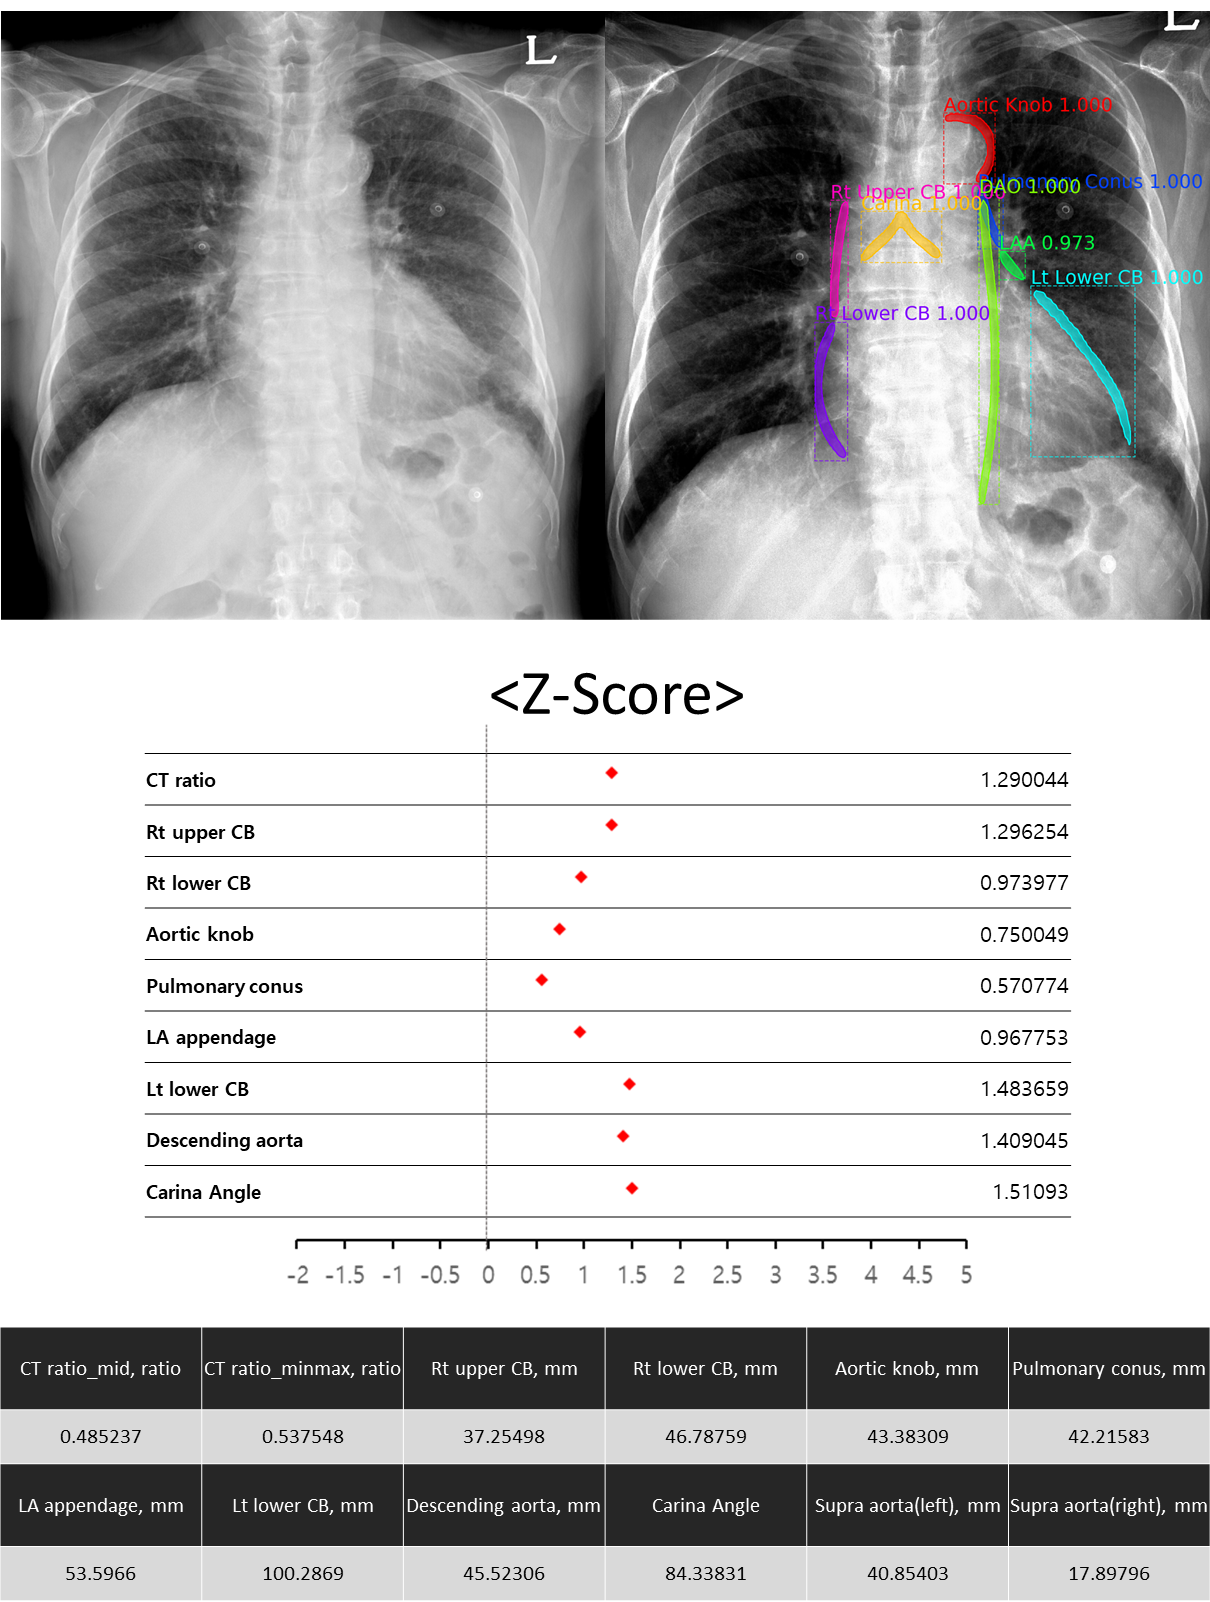 L
L
Aortic Knob 1.000
Pulmonary Conus 1.000
DAO 1.000
Rt Upper CB 1.000
Carina 1.000
LAA 0.973
Lt Lower CB 1.000
Rt Lower CB 1.000
<Z-Score>
CT ratio 1.290044
Rt upper CB 1.296254
Rt lower CB 0.973977
Aortic knob 0.750049
Pulmonary conus 0.570774
LA appendage 0.967753
Lt lower CB 1.483659
Descending aorta 1.409045
Carina Angle 1.51093
-2 -1.5 -1 -0.5 0 0.5 1 1.5 2 2.5 3 3.5 4 4.5 5
CT ratio_mid, ratio CT ratio_minmax, ratio Rt upper CB, mm Rt lower CB, mm Aortic knob, mm Pulmonary conus, mm
0.485237 0.537548 37.25498 46.78759 43.38309 42.21583
LA appendage, mm Lt lower CB, mm Descending aorta, mm Carina Angle Supra aorta(left), mm Supra aorta(right), mm
53.5966 100.2869 45.52306 84.33831 40.85403 17.89796